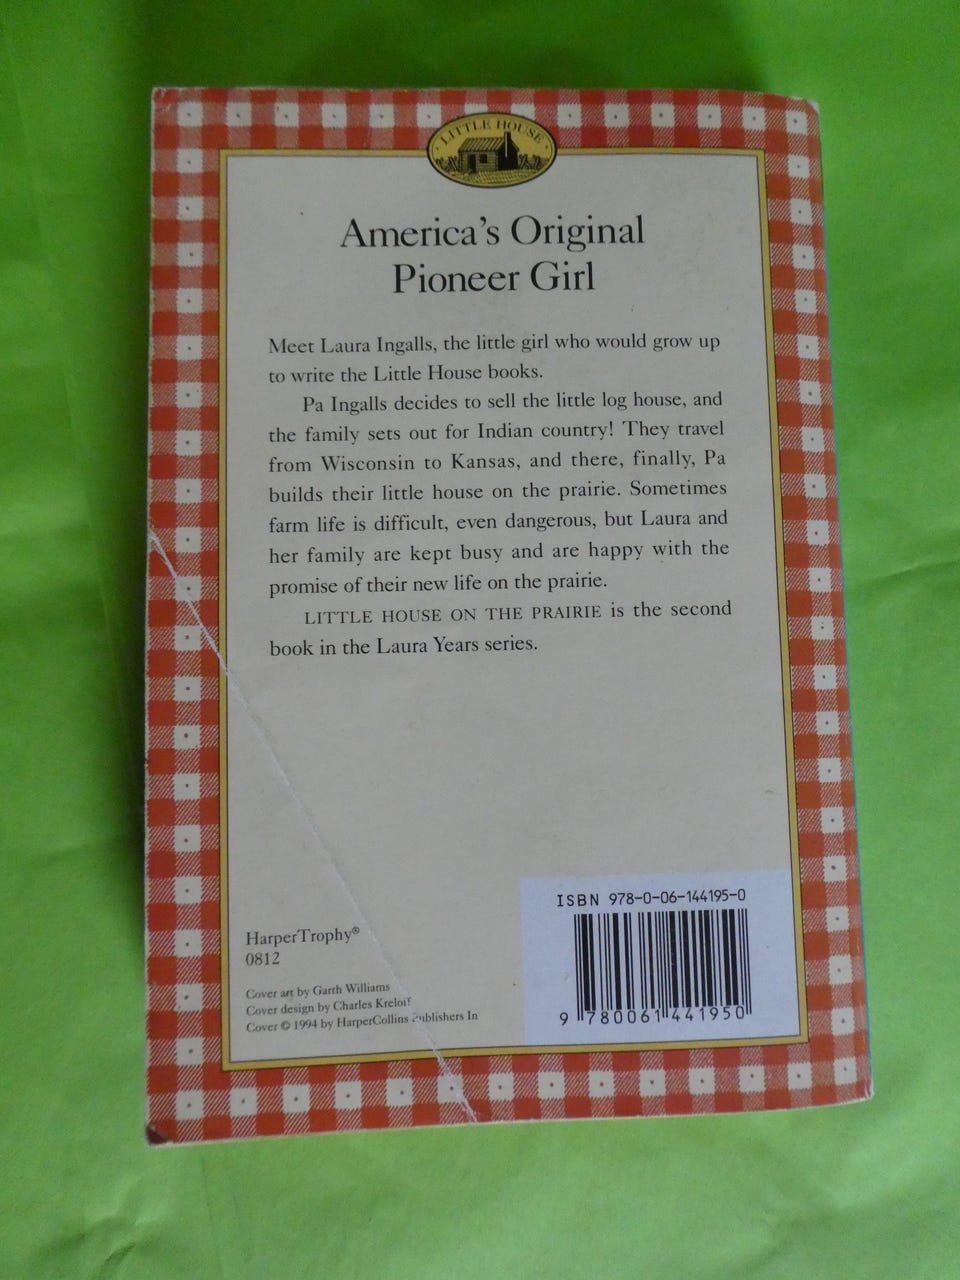 LITTLE HOUSE
America's Original
Pioneer Girl
Meet Laura Ingalls, the little girl who would grow up
to write the Little House books.
Pa Ingalls decides to sell the little log house, and
the family sets out for Indian country! They travel
from Wisconsin to Kansas, and there, finally, Pa
builds their little house on the prairie. Sometimes
farm life is difficult, even dangerous, but Laura and
her family are kept busy and are happy with the
promise of their new life on the prairie.
LITTLE HOUSE ON THE PRAIRIE is the second
book in the Laura Years series.
ISBN 978-0-06-144195-0
9 780061 441950
HarperTrophy®
0812
Cover art by Garth Williams
Cover design by Charles Kreloff
Cover © 1994 by HarperCollins Publishers In